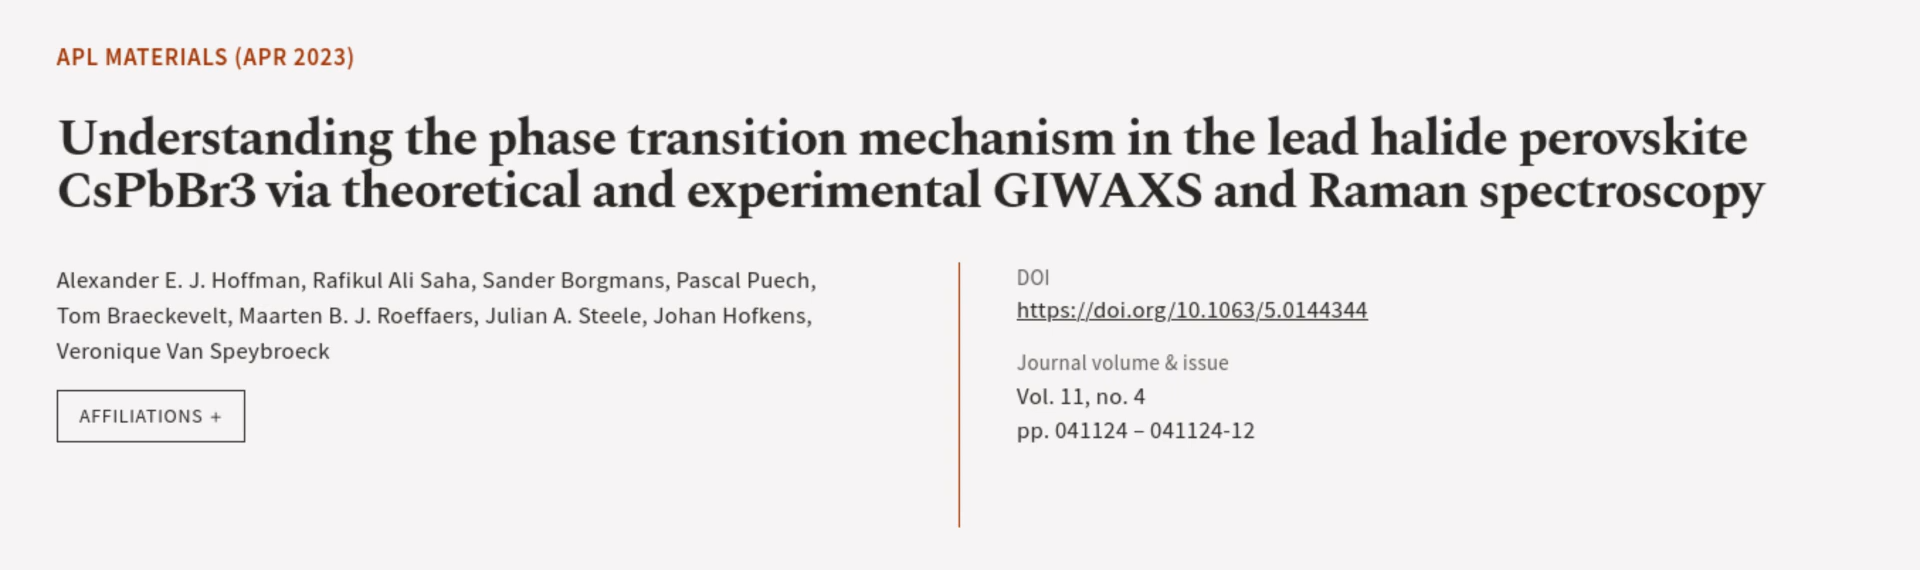 APL MATERIALS (APR 2023)
Understanding the phase transition mechanism in the lead halide perovskite
CsPbBr3 via theoretical and experimental GIWAXS and Raman spectroscopy
Alexander E. J. Hoffman, Rafikul Ali Saha, Sander Borgmans, Pascal Puech,
Tom Braeckevelt, Maarten B. J. Roeffaers, Julian A. Steele, Johan Hofkens,
Veronique Van Speybroeck
AFFILIATIONS +
DOI
https://doi.org/10.1063/5.0144344
Journal volume & issue
Vol. 11, no. 4
pp. 041124 – 041124-12